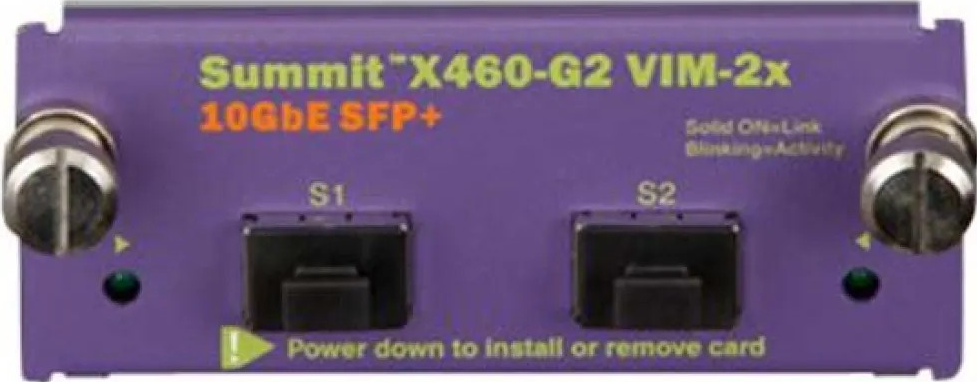 Summit™X460-G2 VIM-2x
10GbE SFP+
Solid ON=Link
Blinking=Activity
S1
S2
! Power down to install or remove card